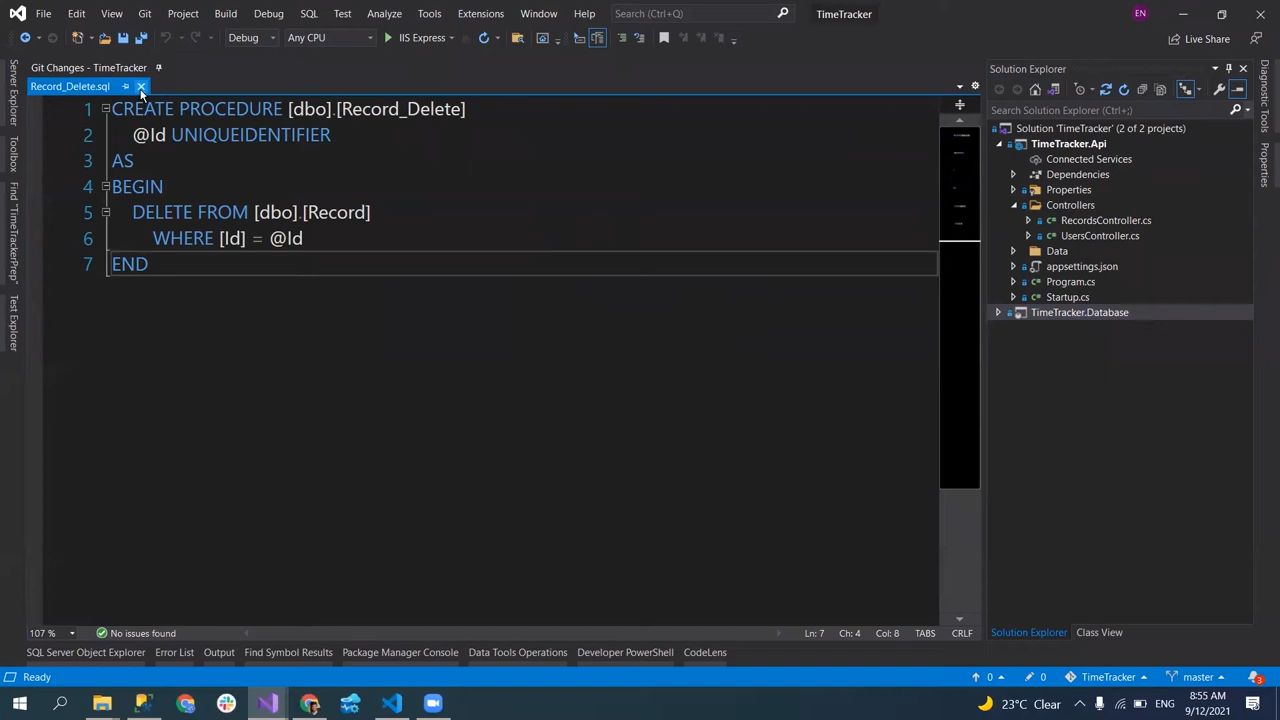 File Edit View Git Project Build Debug SQL Test Analyze Tools Extensions Window Help Search (Ctrl+Q) TimeTracker EN
Debug Any CPU IIS Express Live Share
Git Changes - TimeTracker
Record_Delete.sql
1 CREATE PROCEDURE [dbo].[Record_Delete]
2 @Id UNIQUEIDENTIFIER
3 AS
4 BEGIN
5 DELETE FROM [dbo].[Record]
6 WHERE [Id] = @Id
7 END
Server Explorer
Toolbox
Find "TimeTrackerPrep"
Test Explorer
Solution Explorer
Search Solution Explorer (Ctrl+;)
Solution 'TimeTracker' (2 of 2 projects)
TimeTracker.Api
Connected Services
Dependencies
Properties
Controllers
RecordsController.cs
UsersController.cs
Data
appsettings.json
Program.cs
Startup.cs
TimeTracker.Database
Diagnostic Tools
Properties
Solution Explorer Class View
107 % No issues found Ln: 7 Ch: 4 Col: 8 TABS CRLF
SQL Server Object Explorer Error List Output Find Symbol Results Package Manager Console Data Tools Operations Developer PowerShell CodeLens
Ready 0 0 TimeTracker master 3
23°C Clear ENG 8:55 AM
9/12/2021